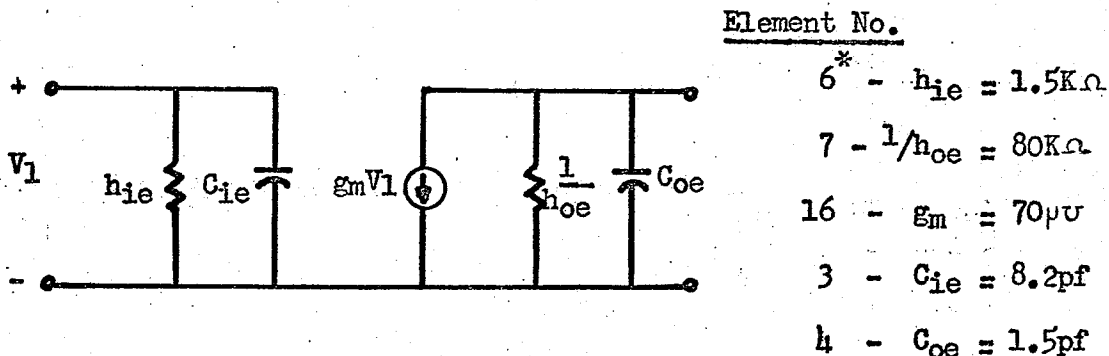 Element No.
6* - hie = 1.5KΩ
7 - 1/hoe = 80KΩ
16 - gm = 70μ℧
3 - Cie = 8.2pf
4 - Coe = 1.5pf
+
V1
-
hie
Cie
gmV1
1
hoe
Coe